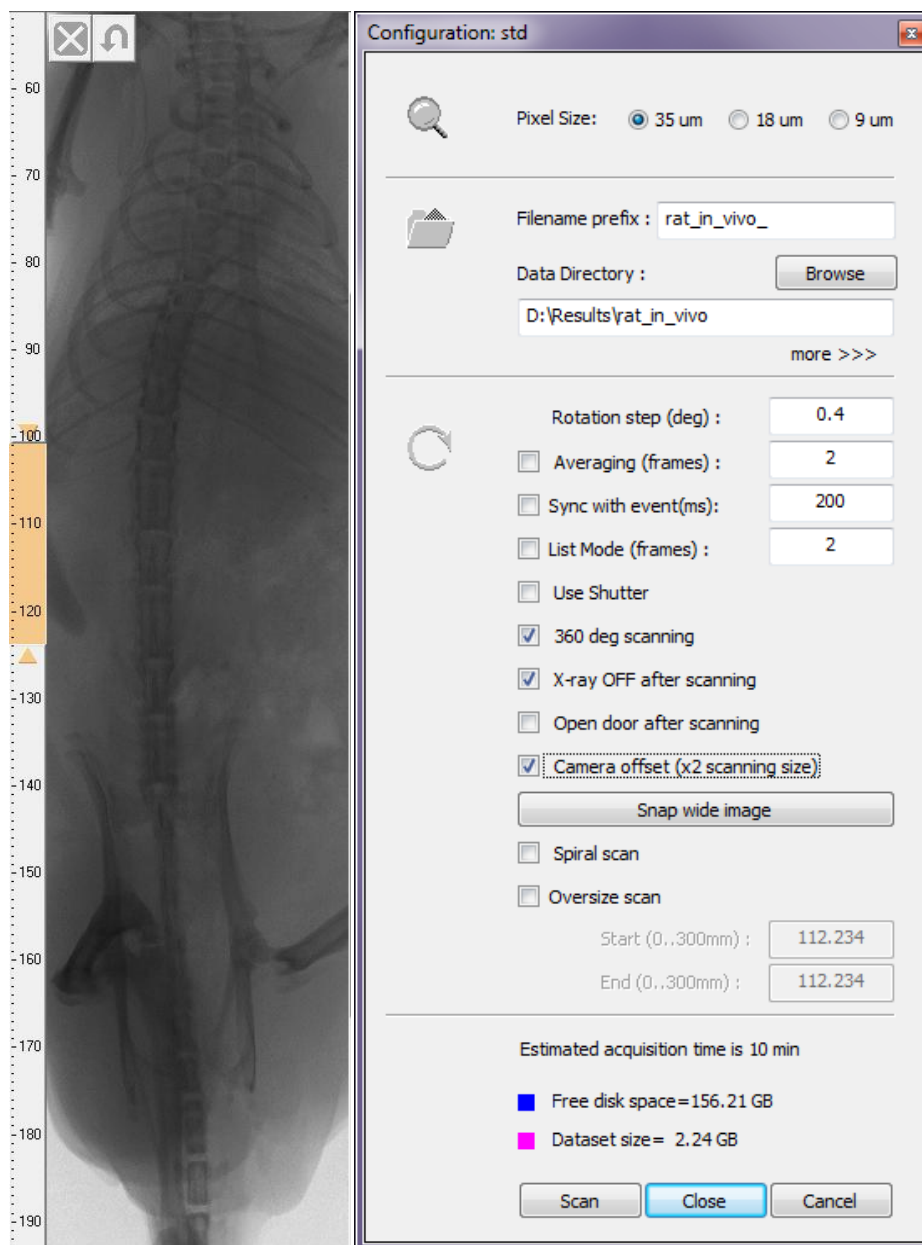 60
70
80
90
100
110
120
130
140
150
160
170
180
190
Configuration: std
Pixel Size: 35 um 18 um 9 um
Filename prefix : rat_in_vivo_
Data Directory : Browse
D:\Results\rat_in_vivo
more >>>
Rotation step (deg) : 0.4
Averaging (frames) : 2
Sync with event(ms): 200
List Mode (frames) : 2
Use Shutter
360 deg scanning
X-ray OFF after scanning
Open door after scanning
Camera offset (x2 scanning size)
Snap wide image
Spiral scan
Oversize scan
Start (0..300mm) : 112.234
End (0..300mm) : 112.234
Estimated acquisition time is 10 min
Free disk space=156.21 GB
Dataset size= 2.24 GB
Scan Close Cancel